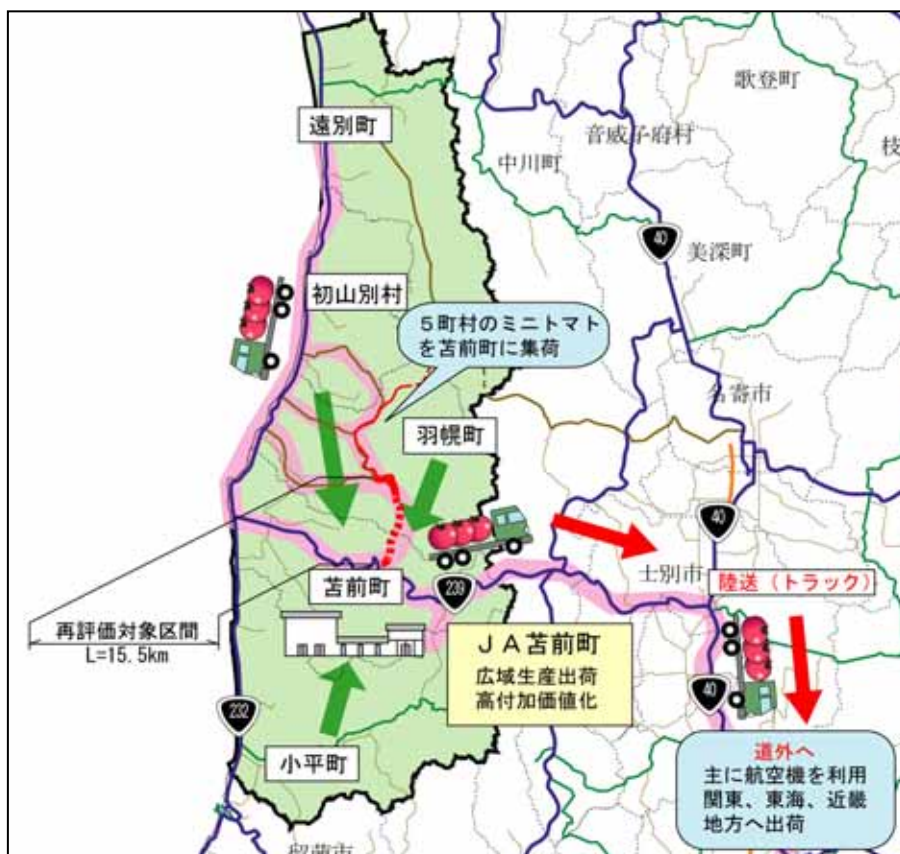 歌登町
遠別町
音威子府村
枝
中川町
40
美深町
初山別村
5町村のミニトマト
を苫前町に集荷
名寄市
羽幌町
40
士別市
陸送（トラック）
苫前町
239
再評価対象区間
L=15.5km
JA苫前町
広域生産出荷
高付加価値化
40
232
小平町
道外へ
主に航空機を利用
関東、東海、近畿
地方へ出荷
留萌市